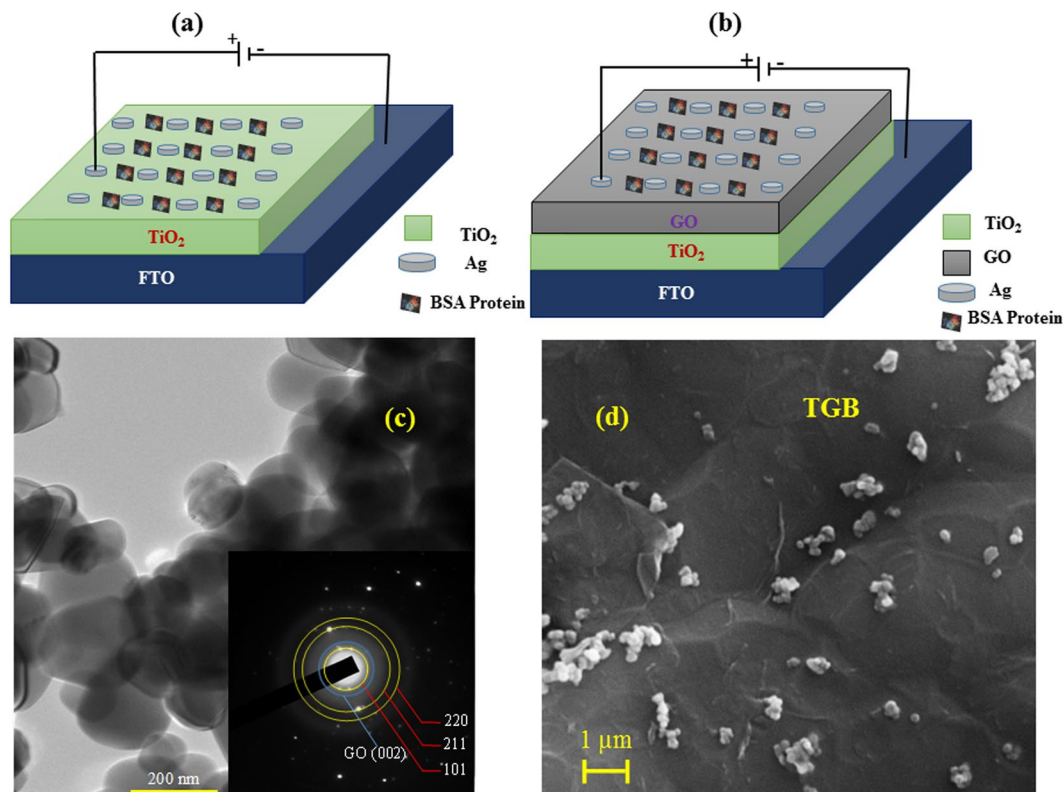 (a)
+ -
TiO₂
FTO
TiO₂
Ag
BSA Protein
(b)
+ -
GO
TiO₂
FTO
TiO₂
GO
Ag
BSA Protein
(c)
200 nm
220
211
101
GO (002)
(d)
TGB
1 µm